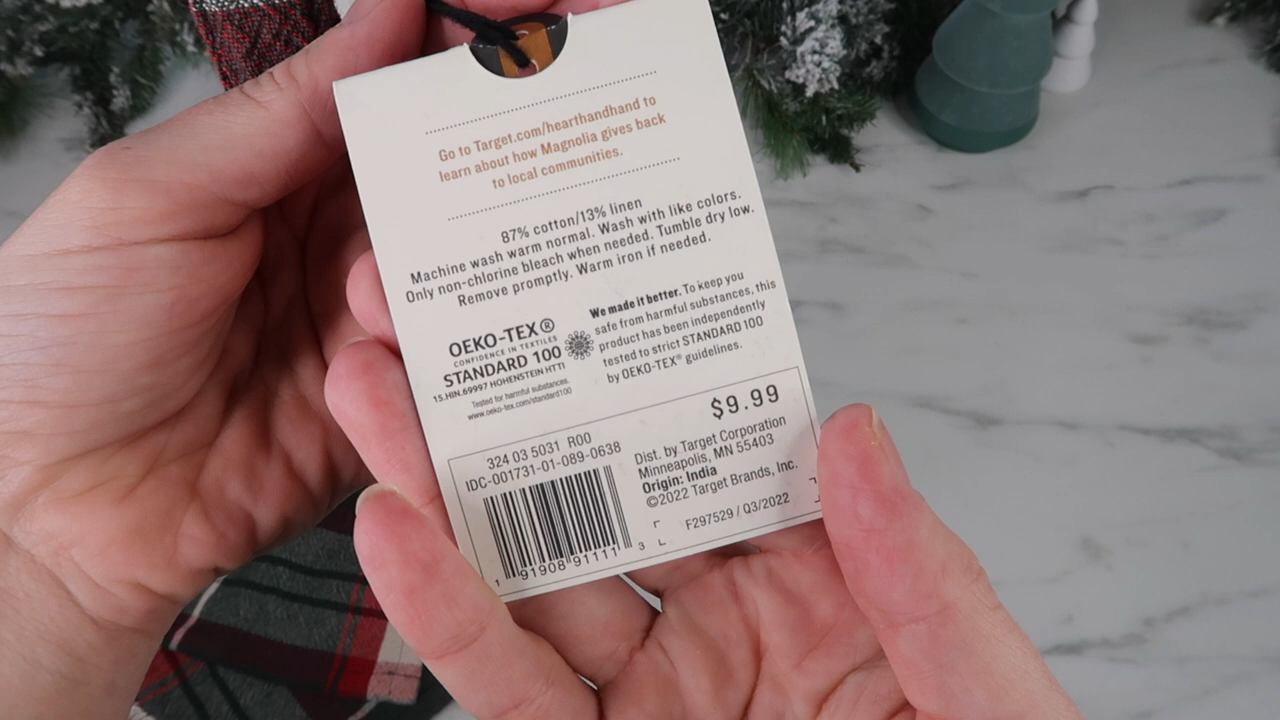 Go to Target.com/hearthandhand to
learn about how Magnolia gives back
to local communities.
87% cotton/13% linen
Machine wash warm normal. Wash with like colors.
Only non-chlorine bleach when needed. Tumble dry low.
Remove promptly. Warm iron if needed.
OEKO-TEX®
CONFIDENCE IN TEXTILES
STANDARD 100
15.HIN.69997 HOHENSTEIN HTTI
Tested for harmful substances.
www.oeko-tex.com/standard100
We made it better. To keep you
safe from harmful substances, this
product has been independently
tested to strict STANDARD 100
by OEKO-TEX® guidelines.
324 03 5031 R00
IDC-001731-01-089-0638
1 91908 91111 3
$9.99
Dist. by Target Corporation
Minneapolis, MN 55403
Origin: India
©2022 Target Brands, Inc.
F297529 / Q3/2022